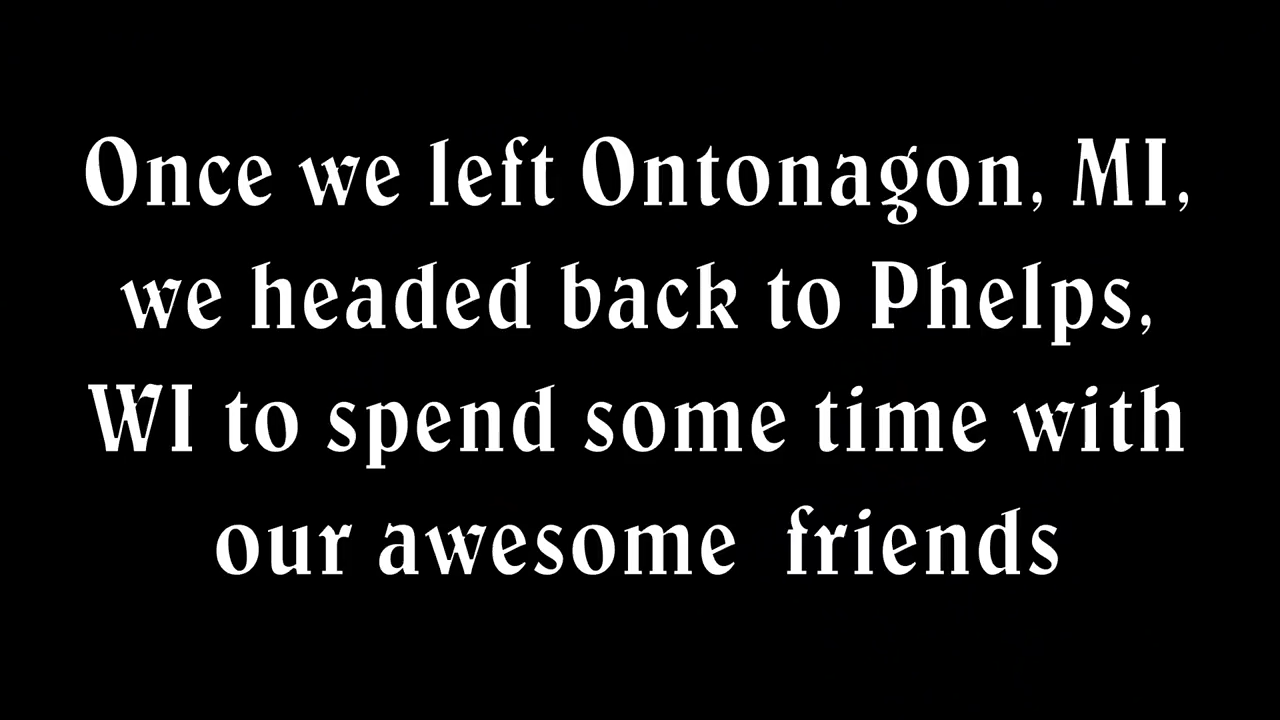 Once we left Ontonagon, MI,
we headed back to Phelps,
WI to spend some time with
our awesome  friends